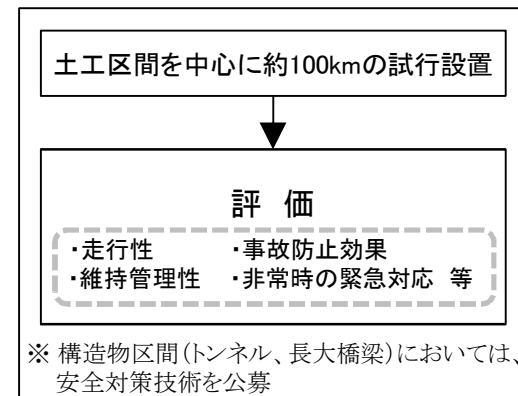 土工区間を中心に約100kmの試行設置
評 価
・走行性 ・事故防止効果
・維持管理性 ・非常時の緊急対応 等
※ 構造物区間(トンネル、長大橋梁)においては、
安全対策技術を公募